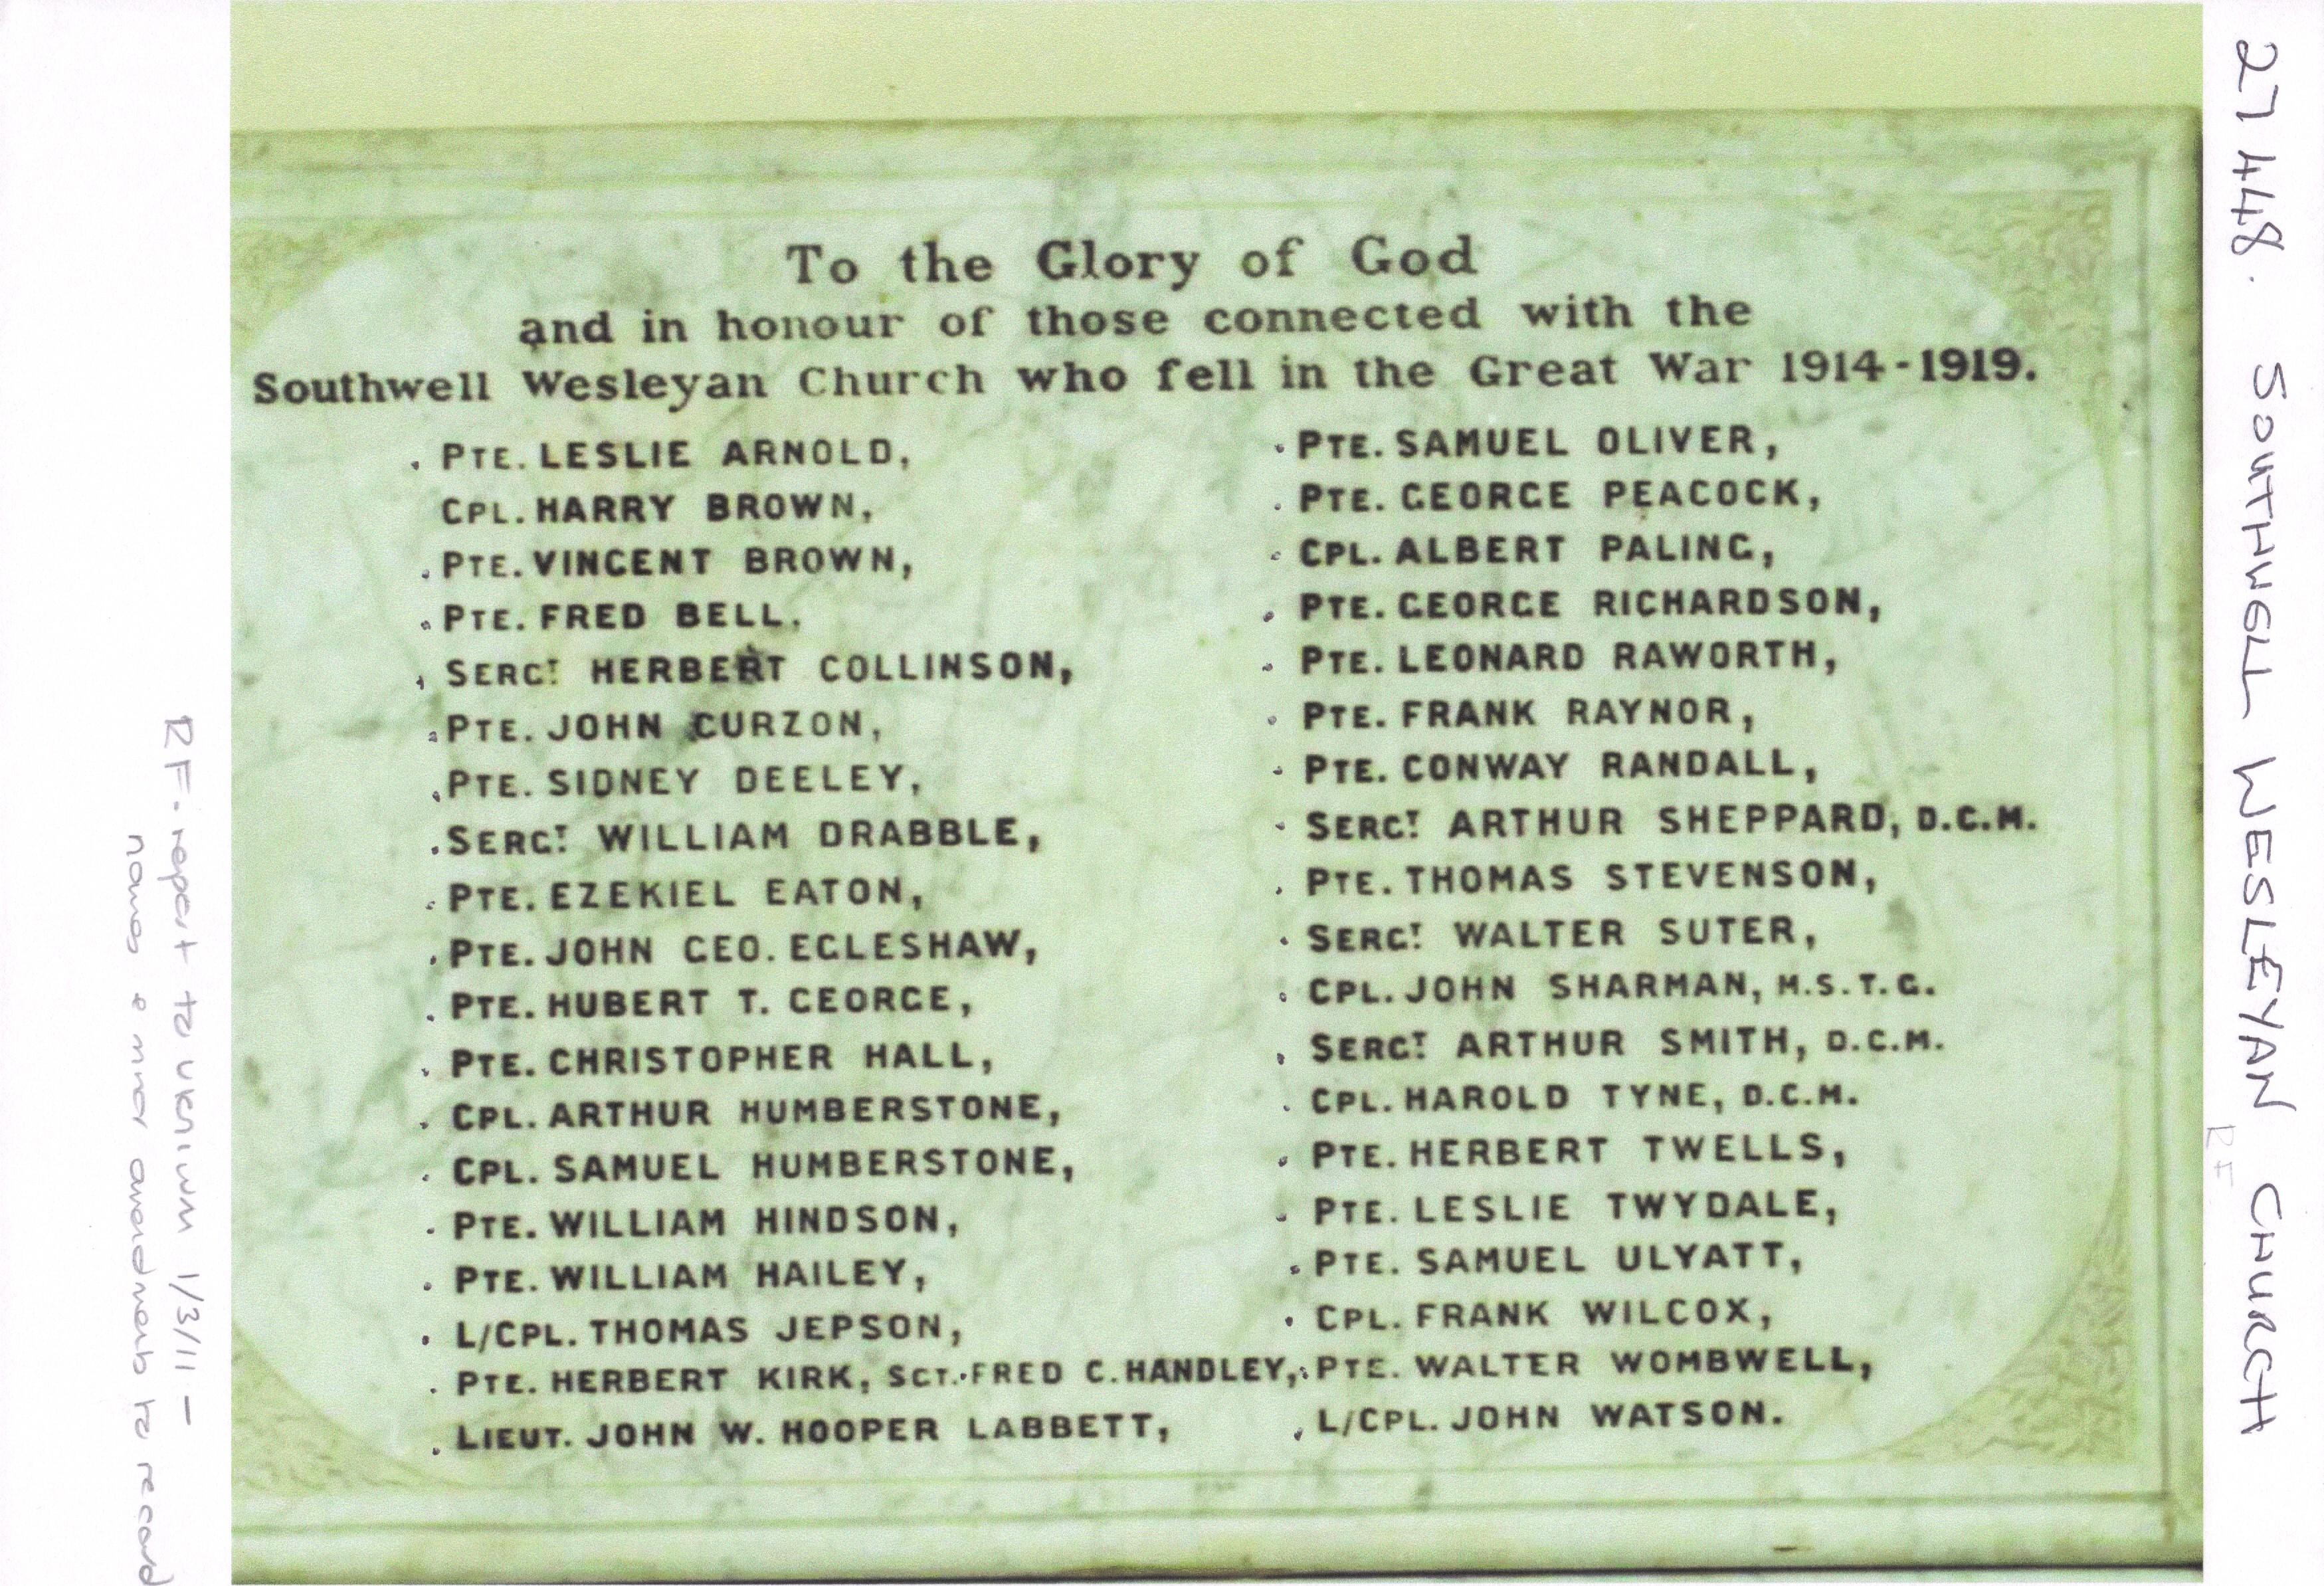 To the Glory of God
and in honour of those connected with the
Southwell Wesleyan Church who fell in the Great War 1914-1919.
PTE. LESLIE ARNOLD,
CPL. HARRY BROWN,
PTE. VINCENT BROWN,
PTE. FRED BELL.
SERGT HERBERT COLLINSON,
PTE. JOHN CURZON,
PTE. SIDNEY DEELEY,
SERGT WILLIAM DRABBLE,
PTE. EZEKIEL EATON,
PTE. JOHN GEO. EGLESHAW,
PTE. HUBERT T. GEORGE,
PTE. CHRISTOPHER HALL,
CPL. ARTHUR HUMBERSTONE,
CPL. SAMUEL HUMBERSTONE,
PTE. WILLIAM HINDSON,
PTE. WILLIAM HAILEY,
L/CPL. THOMAS JEPSON,
PTE. HERBERT KIRK, SGT. FRED C. HANDLEY,
LIEUT. JOHN W. HOOPER LABBETT,
PTE. SAMUEL OLIVER,
PTE. GEORGE PEACOCK,
CPL. ALBERT PALING,
PTE. GEORGE RICHARDSON,
PTE. LEONARD RAWORTH,
PTE. FRANK RAYNOR,
PTE. CONWAY RANDALL,
SERGT ARTHUR SHEPPARD, D.C.M.
PTE. THOMAS STEVENSON,
SERGT WALTER SUTER,
CPL. JOHN SHARMAN, M.S.T.G.
SERGT ARTHUR SMITH, D.C.M.
CPL. HAROLD TYNE, D.C.M.
PTE. HERBERT TWELLS,
PTE. LESLIE TWYDALE,
PTE. SAMUEL ULYATT,
CPL. FRANK WILCOX,
PTE. WALTER WOMBWELL,
L/CPL. JOHN WATSON.
27448. SOUTHWELL WESLEYAN CHURCH
RF
RF - report to UKNIWM 1/3/11 -
names & minor amendments to record